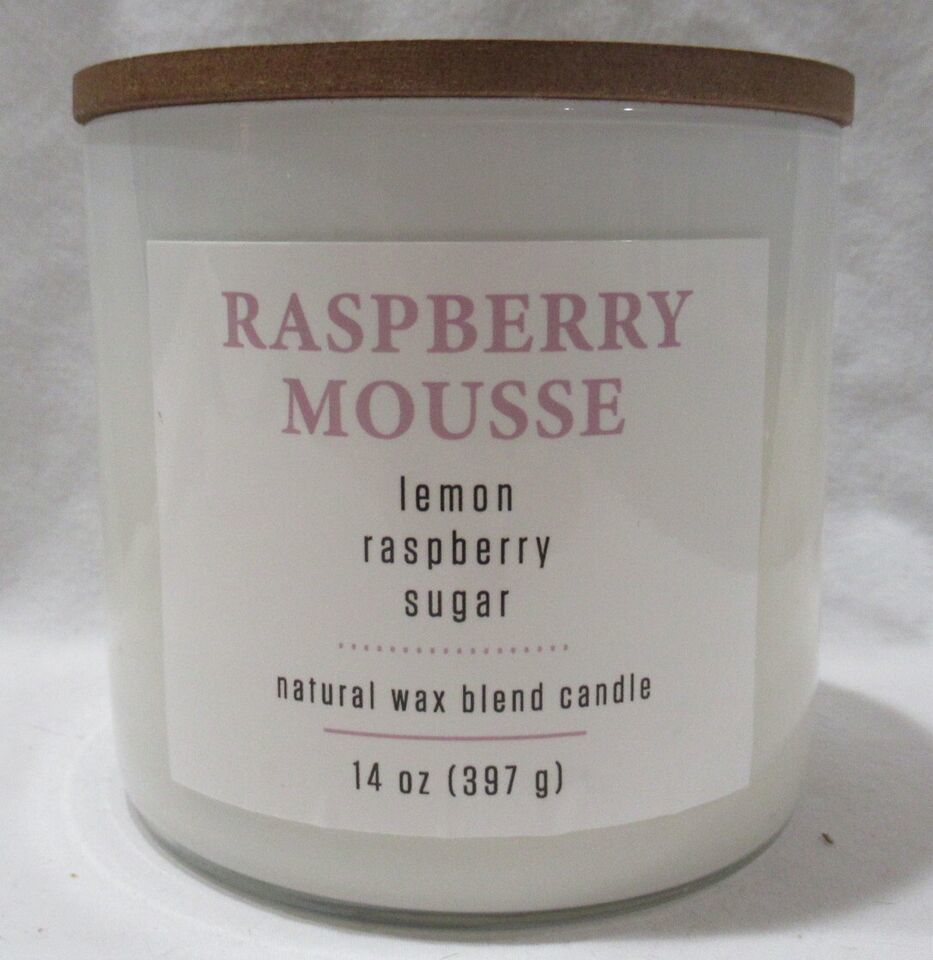 RASPBERRY
MOUSSE
lemon
raspberry
sugar
natural wax blend candle
14 oz (397 g)